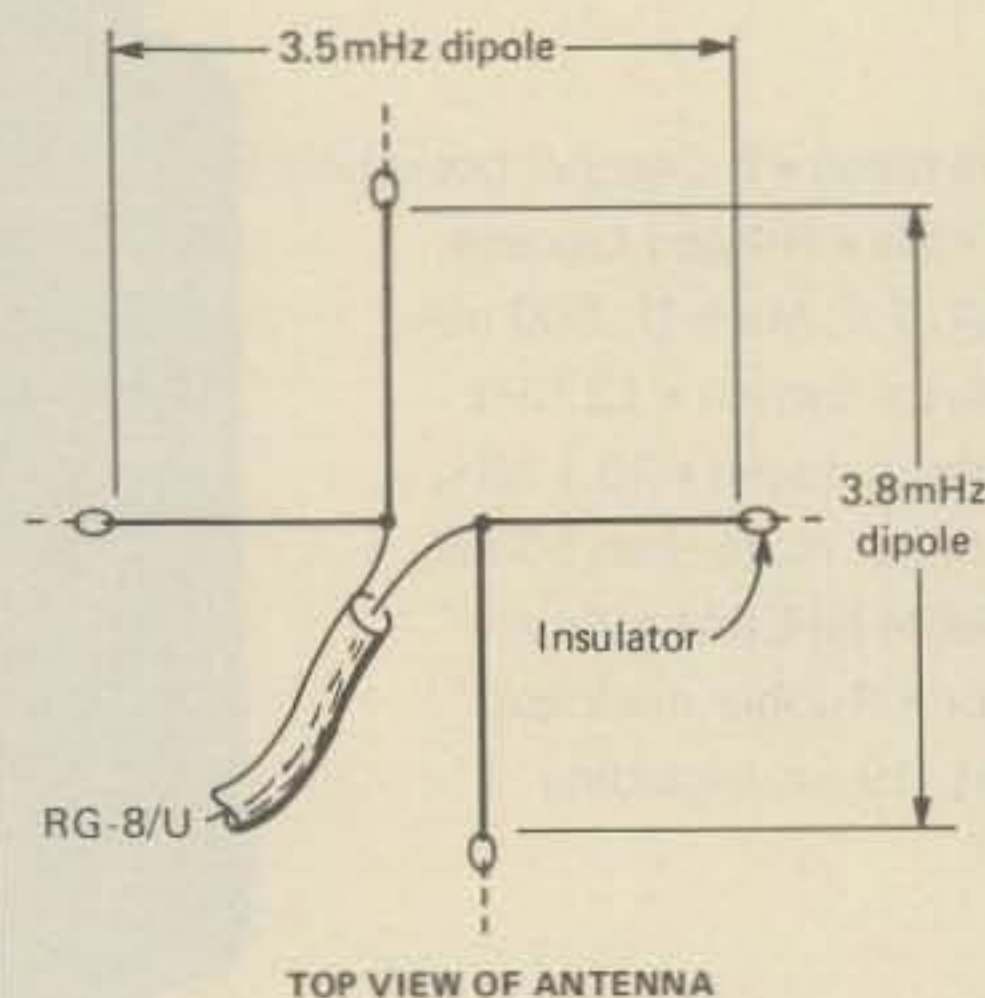 3.5mHz dipole
3.8mHz
dipole
Insulator
RG-8/U
TOP VIEW OF ANTENNA